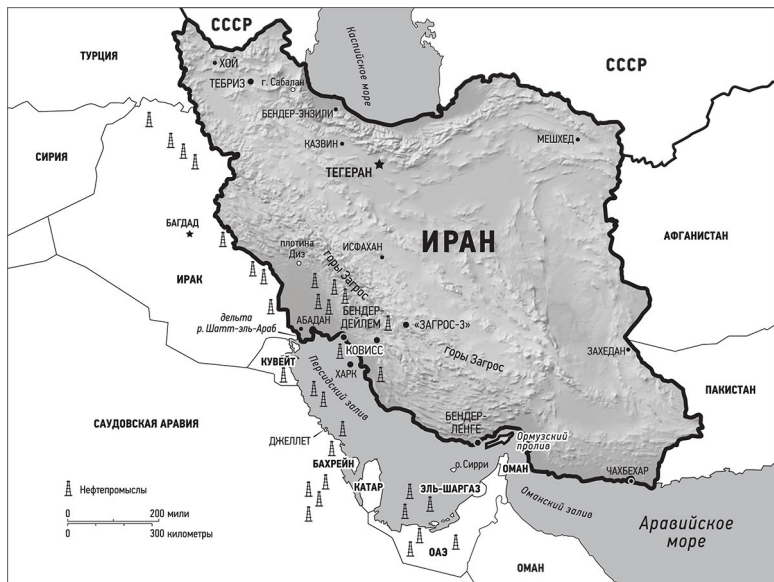 СССР
ТУРЦИЯ
Каспийское море
СССР
ХОЙ
ТЕБРИЗ
г. Сабалан
БЕНДЕР-ЭНЗИЛИ
КАЗВИН
МЕШХЕД
СИРИЯ
ТЕГЕРАН
БАГДАД
плотина
Диз
горы Загрос
ИСФАХАН
ИРАН
АФГАНИСТАН
ИРАК
дельта
р. Шатт-эль-Араб
АБАДАН
БЕНДЕР-
ДЕЙЛЕМ
«ЗАГРОС-3»
КОВИСС
КУВЕЙТ
ХАРК
горы Загрос
ЗАХЕДАН
Персидский залив
ПАКИСТАН
САУДОВСКАЯ АРАВИЯ
ДЖЕЛЛЕТ
БЕНДЕР-
ЛЕНГЕ
Ормузский
пролив
БАХРЕЙН
о. Сирри
ОМАН
ЧАХБЕХАР
КАТАР
ЭЛЬ-ШАРГАЗ
Нефтепромыслы
Оманский залив
0 200 мили
0 300 километры
Аравийское
море
ОАЭ
ОМАН